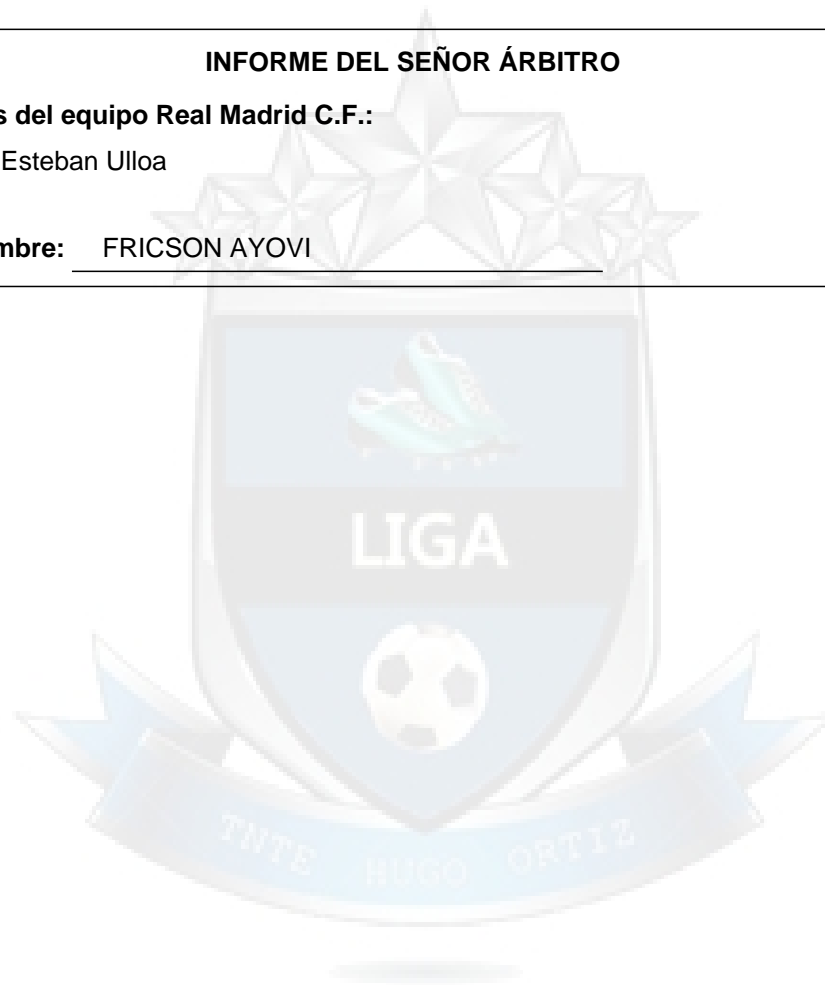 INFORME DEL SEÑOR ÁRBITRO
s del equipo Real Madrid C.F.:
Esteban Ulloa
mbre: FRICSON AYOVI
LIGA
TNTE HUGO ORTIZ